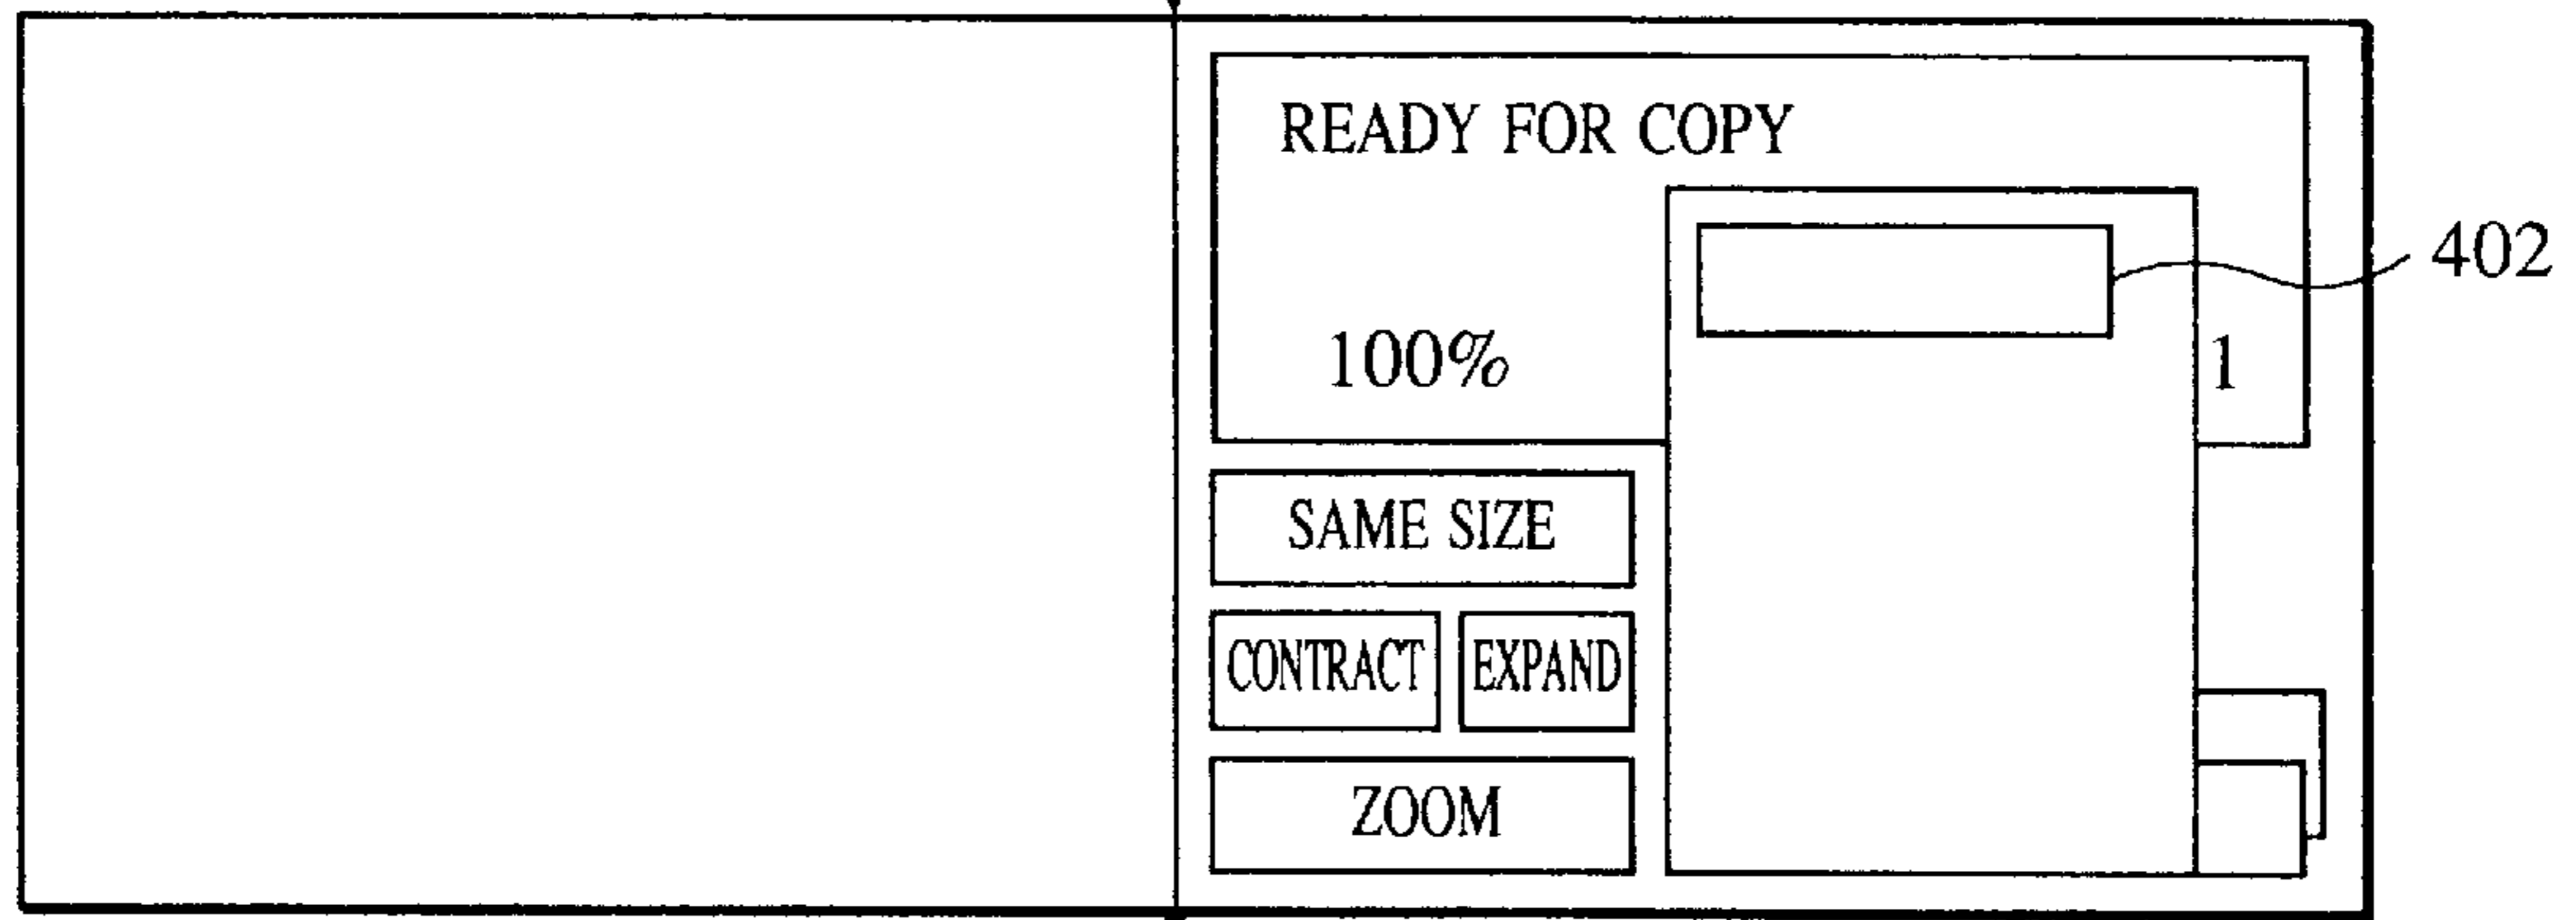 READY FOR COPY
402
100%
1
SAME SIZE
CONTRACT EXPAND
ZOOM